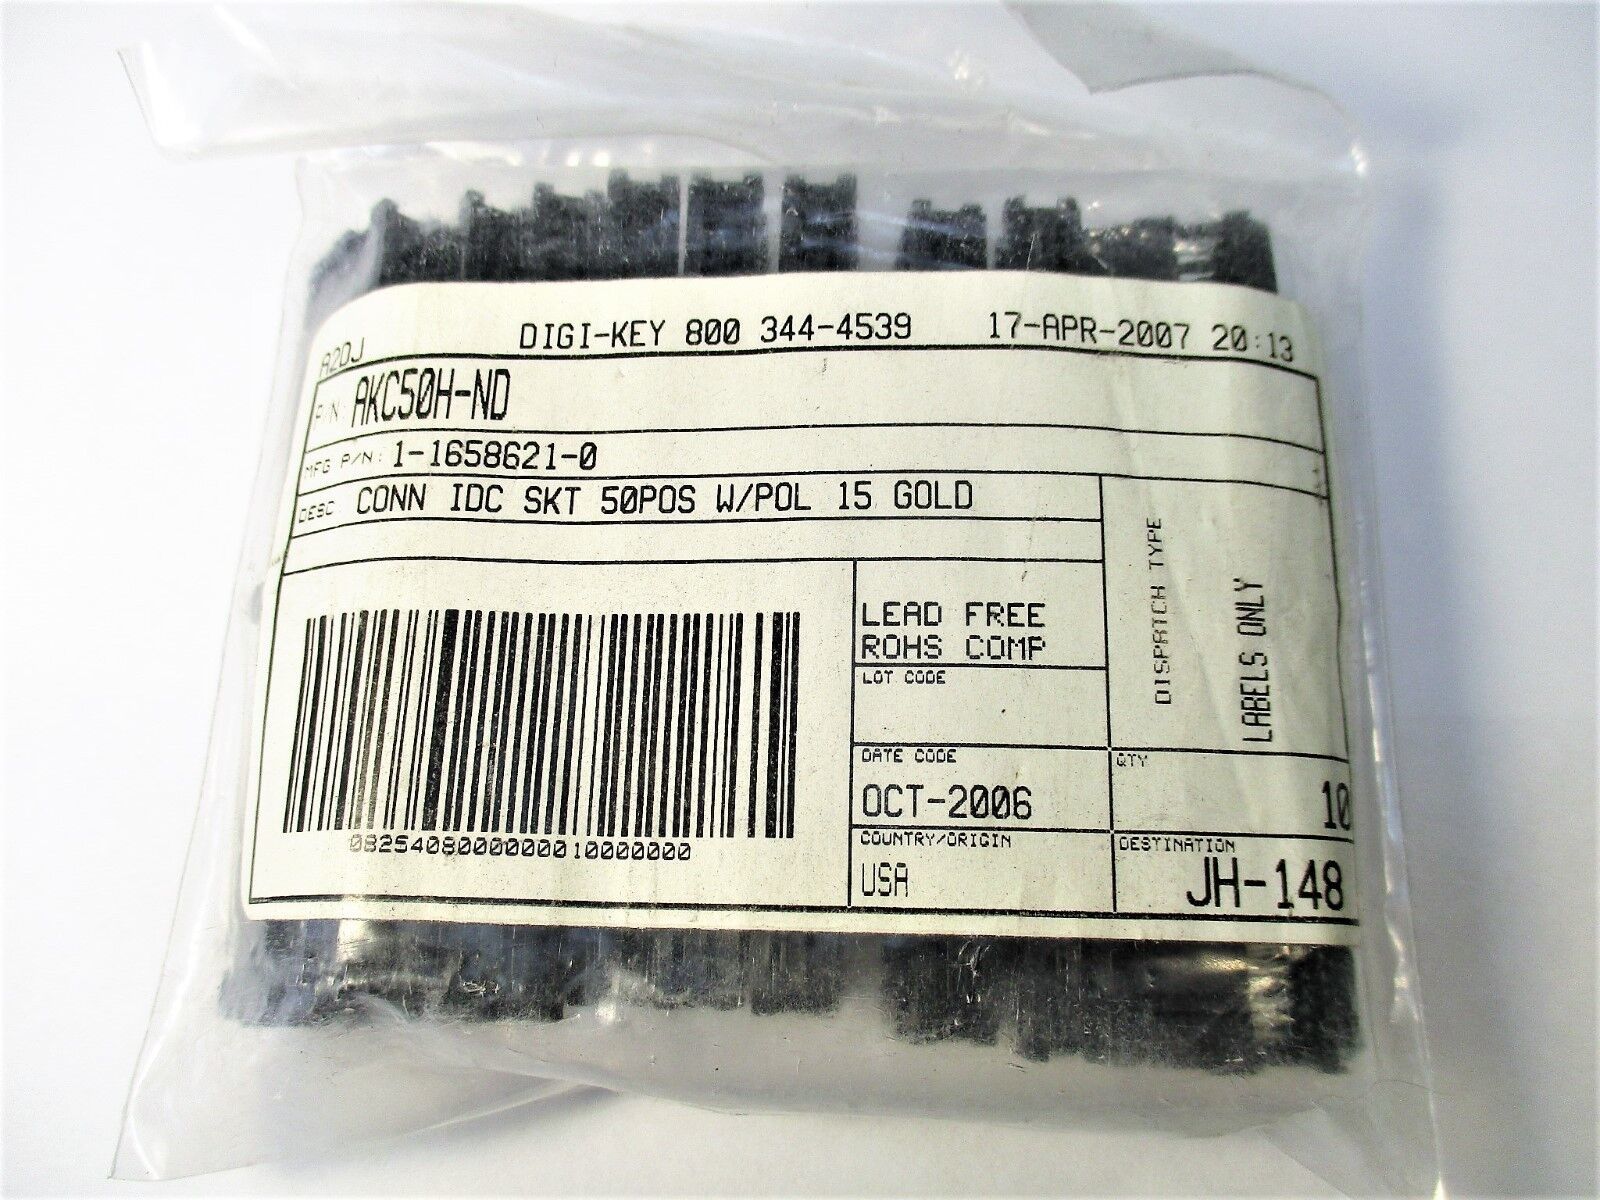 DIGI-KEY 800 344-4539 17-APR-2007 20:13
A2DJ
P/N: AKC50H-ND
MFG P/N: 1-1658621-0
DESC: CONN IDC SKT 50POS W/POL 15 GOLD
LEAD FREE
ROHS COMP
LOT CODE
DATE CODE
OCT-2006
COUNTRY/ORIGIN
USA
DISPATCH TYPE
LABELS ONLY
QTY
10
DESTINATION
JH-148